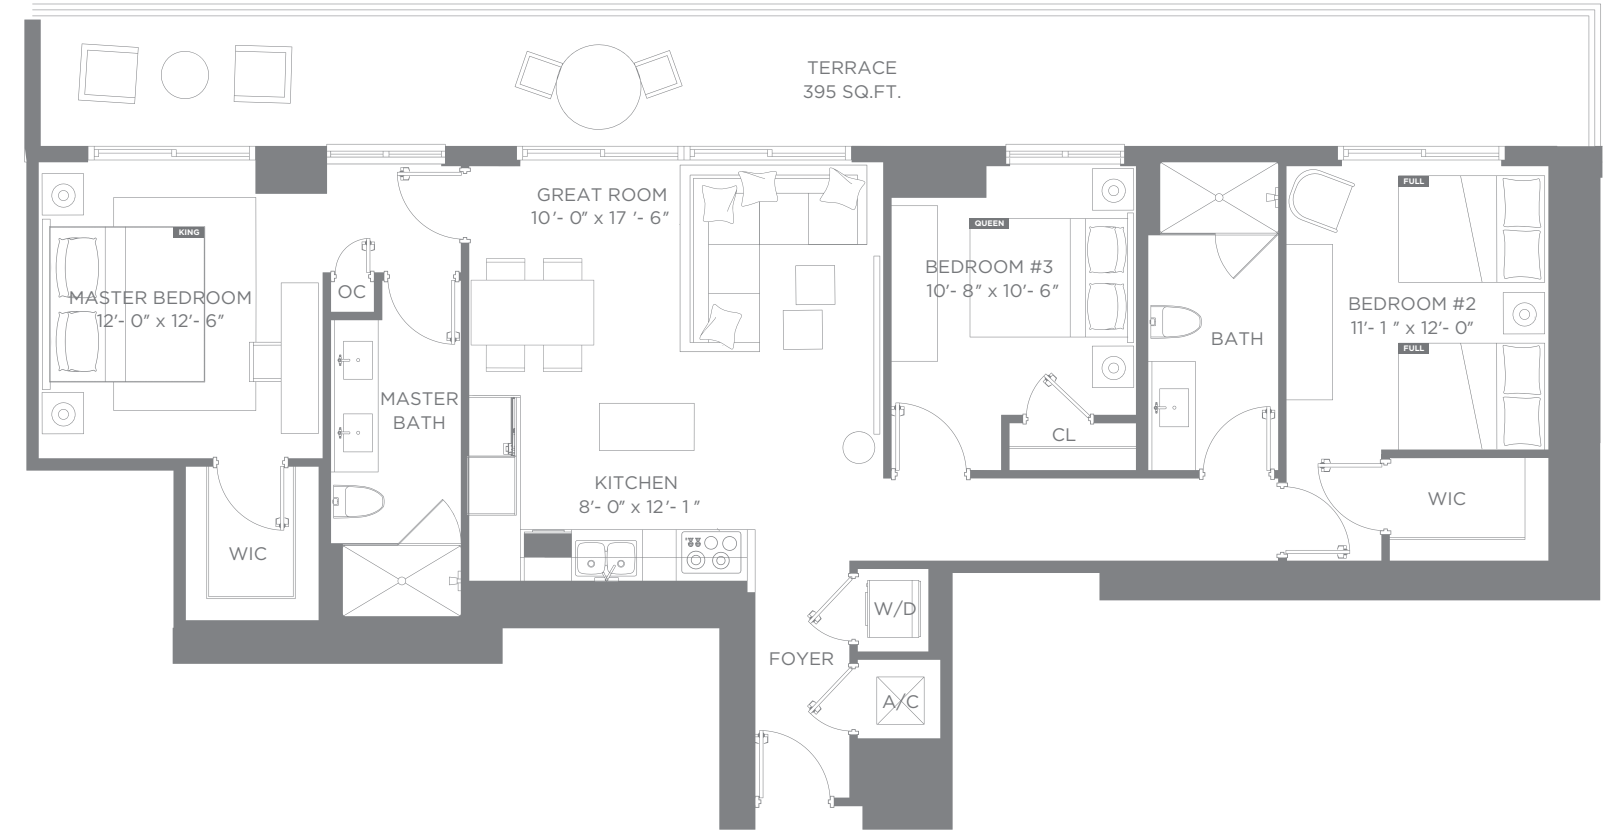 TERRACE
395 SQ.FT.
GREAT ROOM
10'- 0" x 17 '- 6"
FULL
KING
QUEEN
BEDROOM #3
10'- 8" x 10'- 6"
OC
MASTER BEDROOM
12'- 0" x 12'- 6"
BEDROOM #2
11'- 1 " x 12'- 0"
BATH
FULL
MASTER
BATH
CL
KITCHEN
8'- 0" x 12'- 1 "
WIC
WIC
W/D
FOYER
A/C